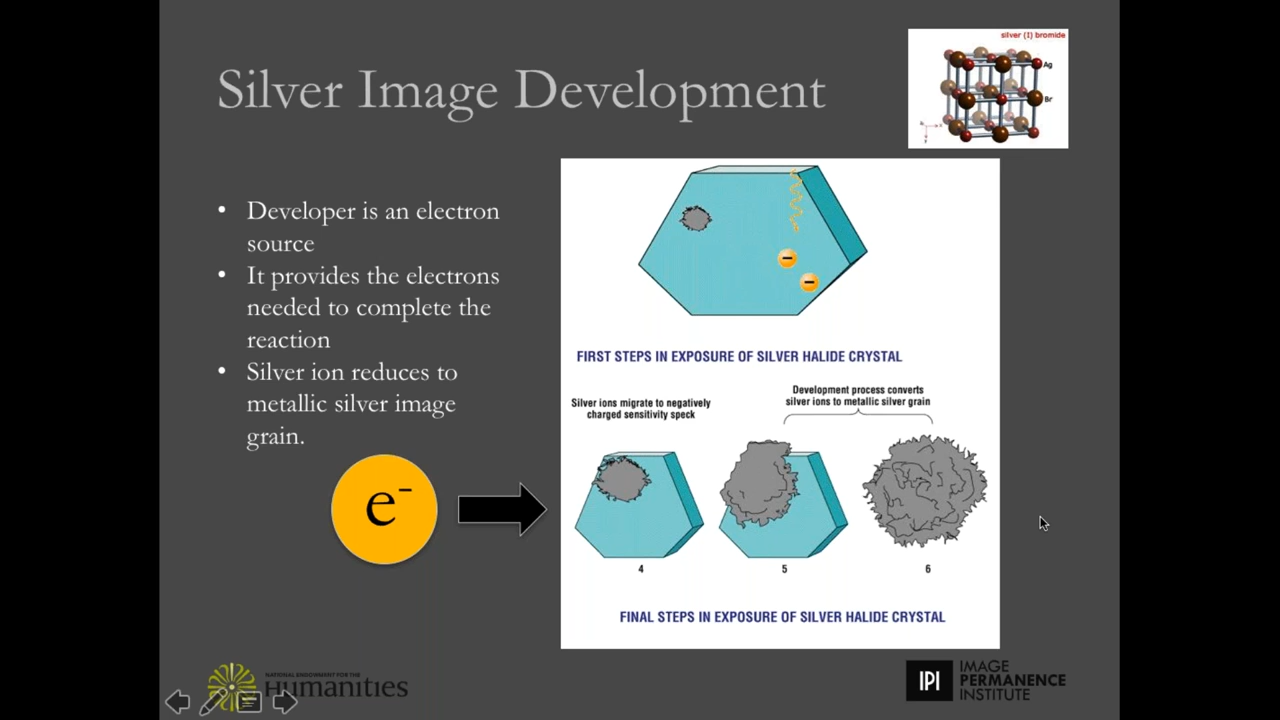 silver (I) bromide
Ag
Br
Silver Image Development
• Developer is an electron
source
• It provides the electrons
needed to complete the
reaction
• Silver ion reduces to
metallic silver image
grain.
e-
FIRST STEPS IN EXPOSURE OF SILVER HALIDE CRYSTAL
Silver ions migrate to negatively
charged sensitivity speck
Development process converts
silver ions to metallic silver grain
4
5
6
FINAL STEPS IN EXPOSURE OF SILVER HALIDE CRYSTAL
NATIONAL ENDOWMENT FOR THE
Humanities
IPI
IMAGE
PERMANENCE
INSTITUTE